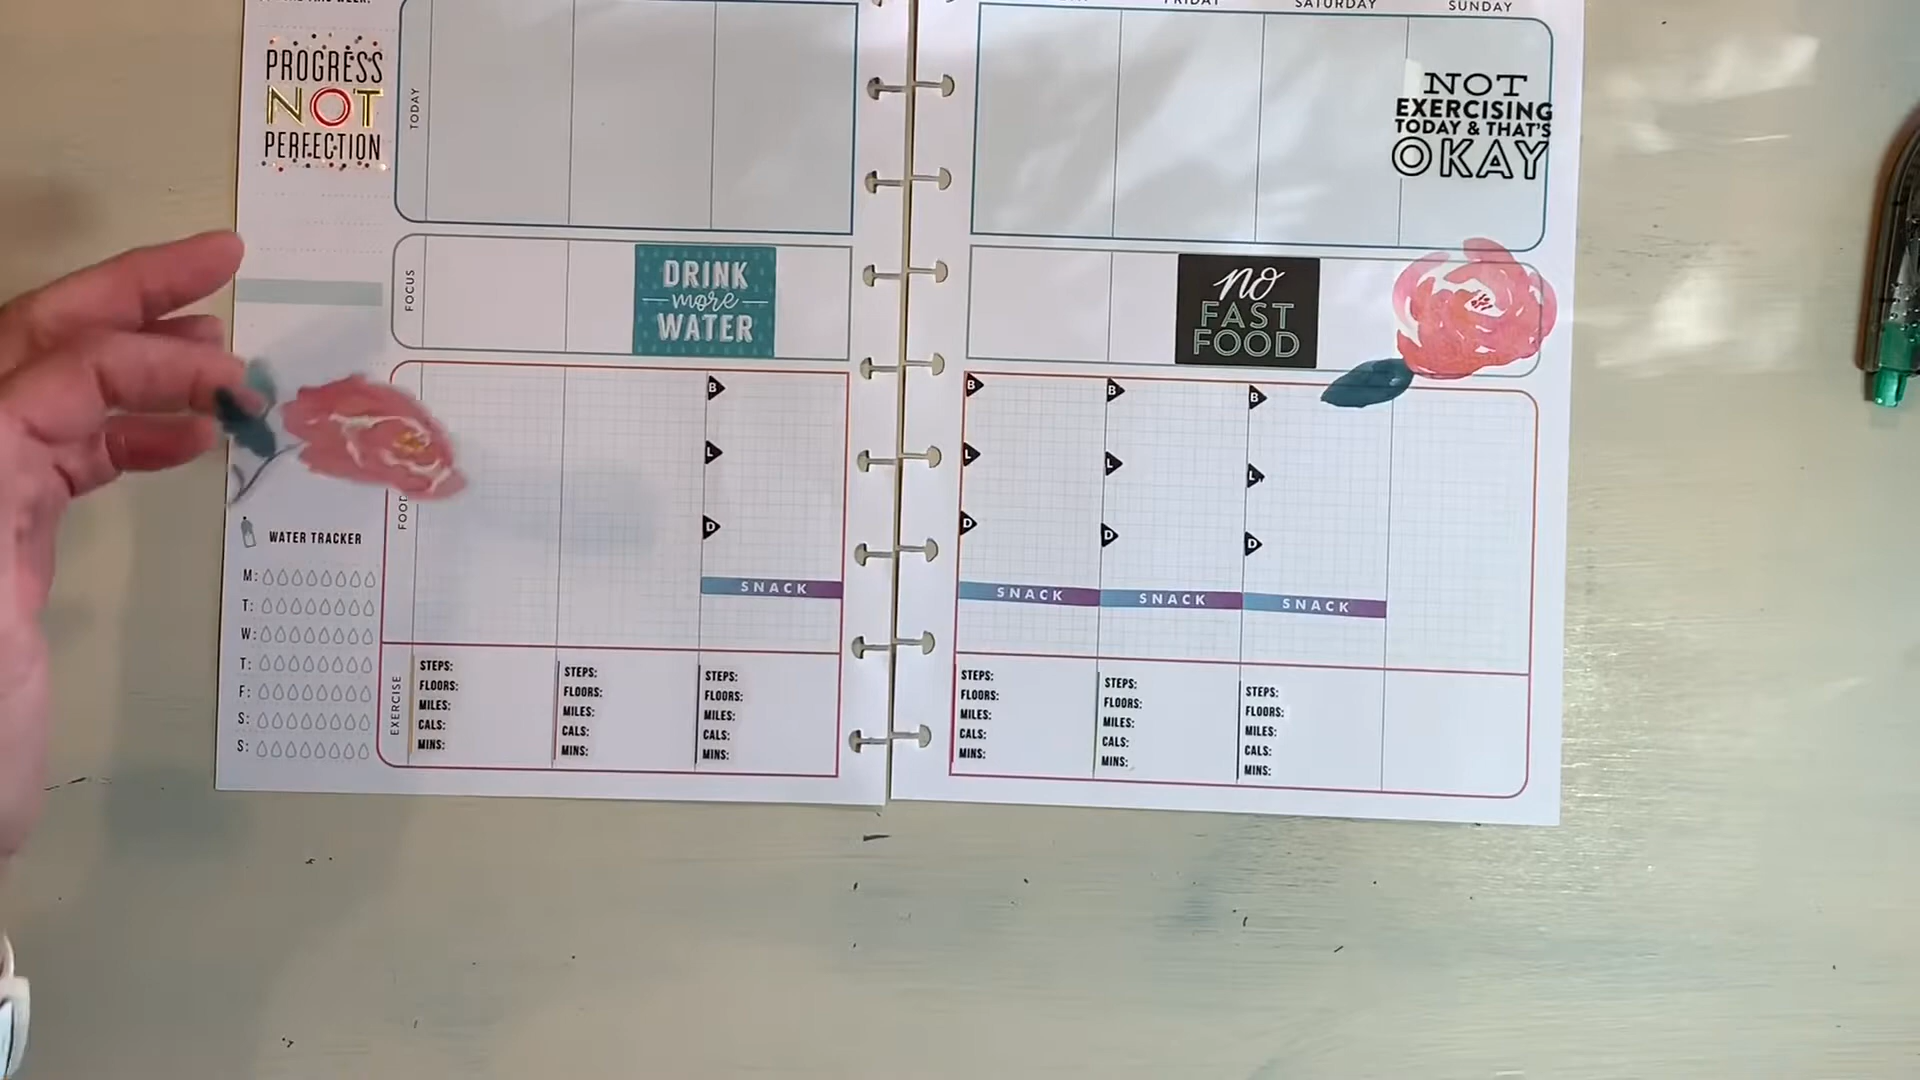 FRIDAY
SATURDAY
SUNDAY
PROGRESS
NOT
PERFECTION
TODAY
NOT
EXERCISING
TODAY & THAT'S
OKAY
FOCUS
DRINK
more
WATER
no
FAST
FOOD
FOOD
B
L
D
SNACK
B
L
D
SNACK
B
L
D
SNACK
B
L
D
SNACK
WATER TRACKER
M:
T:
W:
T:
F:
S:
S:
EXERCISE
STEPS:
FLOORS:
MILES:
CALS:
MINS:
STEPS:
FLOORS:
MILES:
CALS:
MINS:
STEPS:
FLOORS:
MILES:
CALS:
MINS:
STEPS:
FLOORS:
MILES:
CALS:
MINS:
STEPS:
FLOORS:
MILES:
CALS:
MINS:
STEPS:
FLOORS:
MILES:
CALS:
MINS: